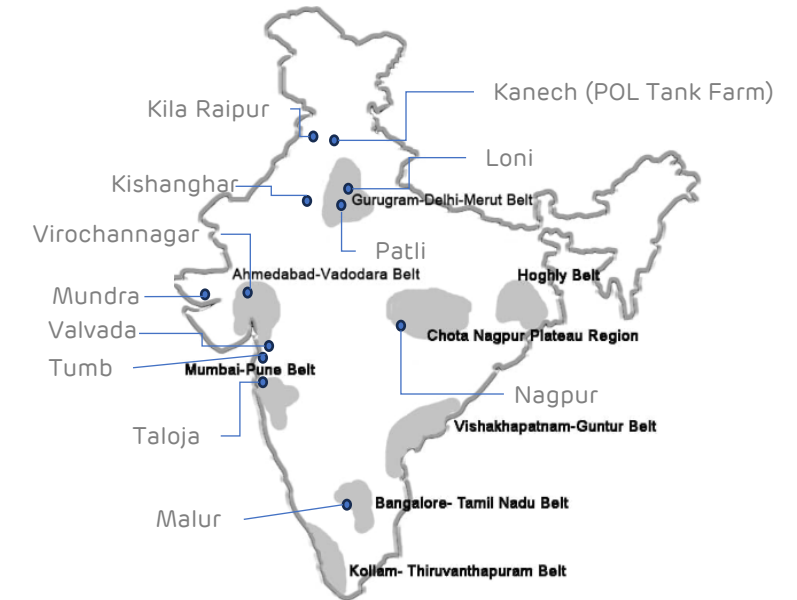 Kanech (POL Tank Farm)
Kila Raipur
Loni
Kishanghar
Gurugram-Delhi-Merut Belt
Virochannagar
Patli
Ahmedabad-Vadodara Belt
Hoghly Belt
Mundra
Valvada
Chota Nagpur Plateau Region
Tumb
Mumbai-Pune Belt
Nagpur
Taloja
Vishakhapatnam-Guntur Belt
Bangalore- Tamil Nadu Belt
Malur
Kollam- Thiruvanthapuram Belt